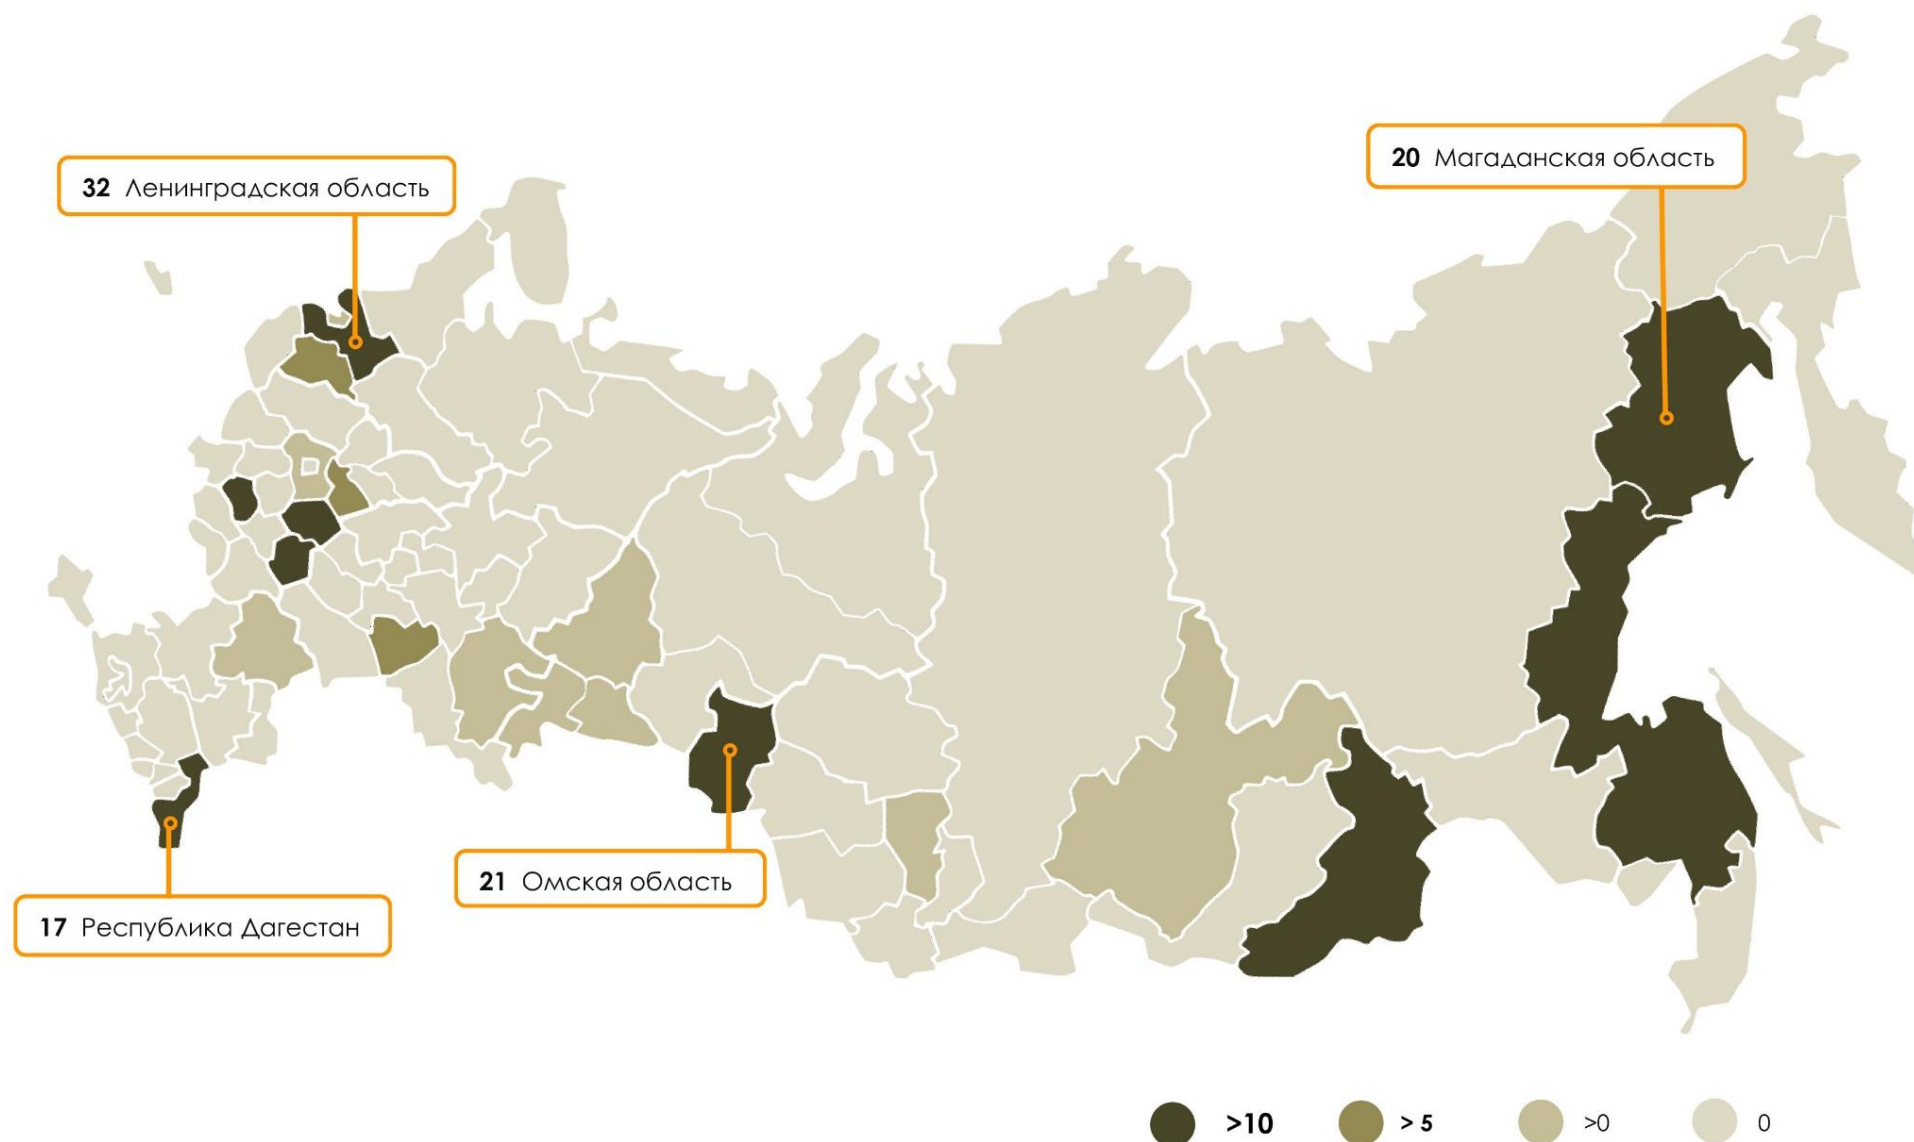 20 Магаданская область
32 Ленинградская область
21 Омская область
17 Республика Дагестан
>10 > 5 >0 0